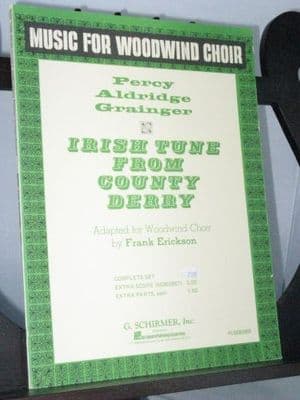 MUSIC FOR WOODWIND CHOIR
Percy
Aldridge
Grainger
IRISH TUNE
FROM
COUNTY
DERRY
Adapted for Woodwind Choir
by Frank Erickson
COMPLETE SET
EXTRA SCORE
EXTRA PARTS, each
G. SCHIRMER, Inc.